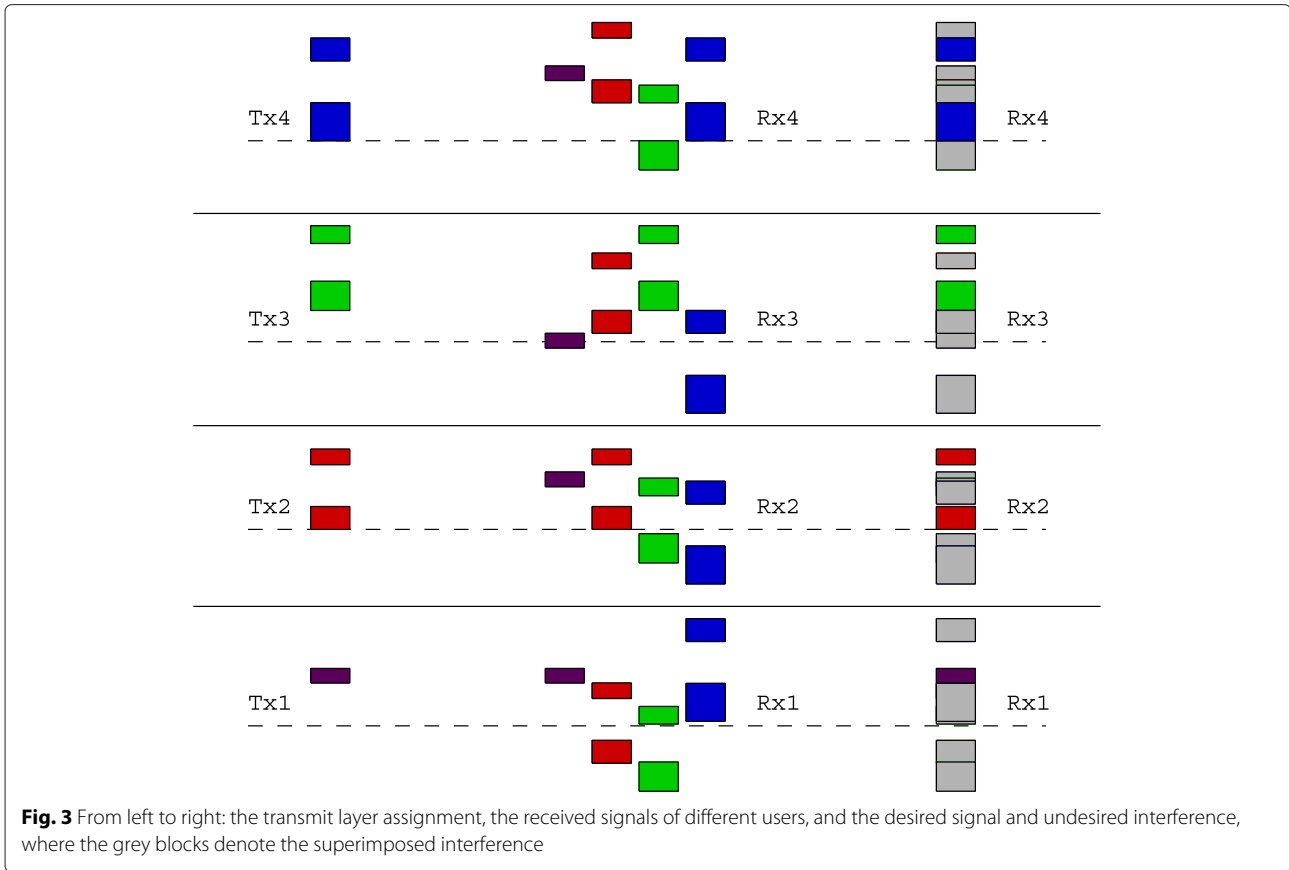 Tx4 Rx4 Rx4
Tx3 Rx3 Rx3
Tx2 Rx2 Rx2
Tx1 Rx1 Rx1
Fig. 3 From left to right: the transmit layer assignment, the received signals of different users, and the desired signal and undesired interference,
where the grey blocks denote the superimposed interference